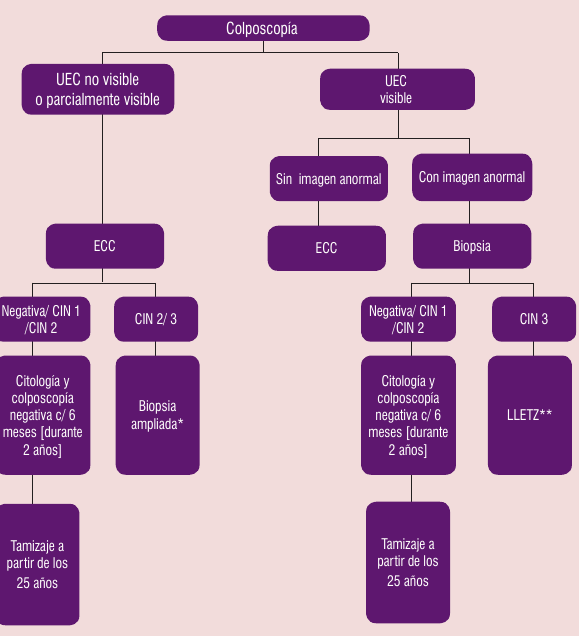 Colposcopía
UEC no visible
o parcialmente visible
UEC
visible
Sin imagen anormal
Con imagen anormal
ECC
ECC
Biopsia
Negativa/ CIN 1
/CIN 2
CIN 2/ 3
Negativa/ CIN 1
/CIN 2
CIN 3
Citología y
colposcopía
negativa c/ 6
meses [durante
2 años]
Biopsia
ampliada*
Citología y
colposcopía
negativa c/ 6
meses [durante
2 años]
LLETZ**
Tamizaje a
partir de los
25 años
Tamizaje a
partir de los
25 años